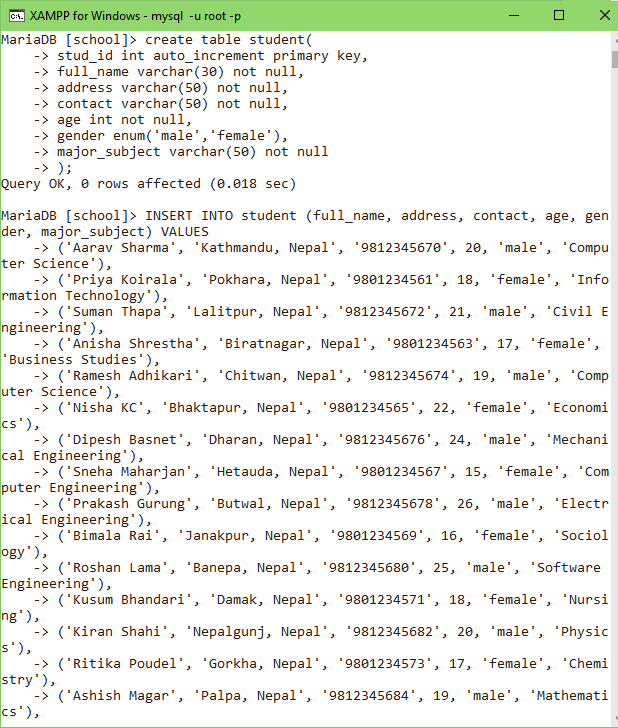 XAMPP for Windows - mysql  -u root -p
MariaDB [school]> create table student(
    -> stud_id int auto_increment primary key,
    -> full_name varchar(30) not null,
    -> address varchar(50) not null,
    -> contact varchar(50) not null,
    -> age int not null,
    -> gender enum('male','female'),
    -> major_subject varchar(50) not null
    -> );
Query OK, 0 rows affected (0.018 sec)

MariaDB [school]> INSERT INTO student (full_name, address, contact, age, gen
der, major_subject) VALUES
    -> ('Aarav Sharma', 'Kathmandu, Nepal', '9812345670', 20, 'male', 'Compu
ter Science'),
    -> ('Priya Koirala', 'Pokhara, Nepal', '9801234561', 18, 'female', 'Info
rmation Technology'),
    -> ('Suman Thapa', 'Lalitpur, Nepal', '9812345672', 21, 'male', 'Civil E
ngineering'),
    -> ('Anisha Shrestha', 'Biratnagar, Nepal', '9801234563', 17, 'female',
'Business Studies'),
    -> ('Ramesh Adhikari', 'Chitwan, Nepal', '9812345674', 19, 'male', 'Comp
uter Science'),
    -> ('Nisha KC', 'Bhaktapur, Nepal', '9801234565', 22, 'female', 'Economi
cs'),
    -> ('Dipesh Basnet', 'Dharan, Nepal', '9812345676', 24, 'male', 'Mechani
cal Engineering'),
    -> ('Sneha Maharjan', 'Hetauda, Nepal', '9801234567', 15, 'female', 'Com
puter Engineering'),
    -> ('Prakash Gurung', 'Butwal, Nepal', '9812345678', 26, 'male', 'Electr
ical Engineering'),
    -> ('Bimala Rai', 'Janakpur, Nepal', '9801234569', 16, 'female', 'Sociol
ogy'),
    -> ('Roshan Lama', 'Banepa, Nepal', '9812345680', 25, 'male', 'Software
Engineering'),
    -> ('Kusum Bhandari', 'Damak, Nepal', '9801234571', 18, 'female', 'Nursi
ng'),
    -> ('Kiran Shahi', 'Nepalgunj, Nepal', '9812345682', 20, 'male', 'Physic
s'),
    -> ('Ritika Poudel', 'Gorkha, Nepal', '9801234573', 17, 'female', 'Chemi
stry'),
    -> ('Ashish Magar', 'Palpa, Nepal', '9812345684', 19, 'male', 'Mathemati
cs'),